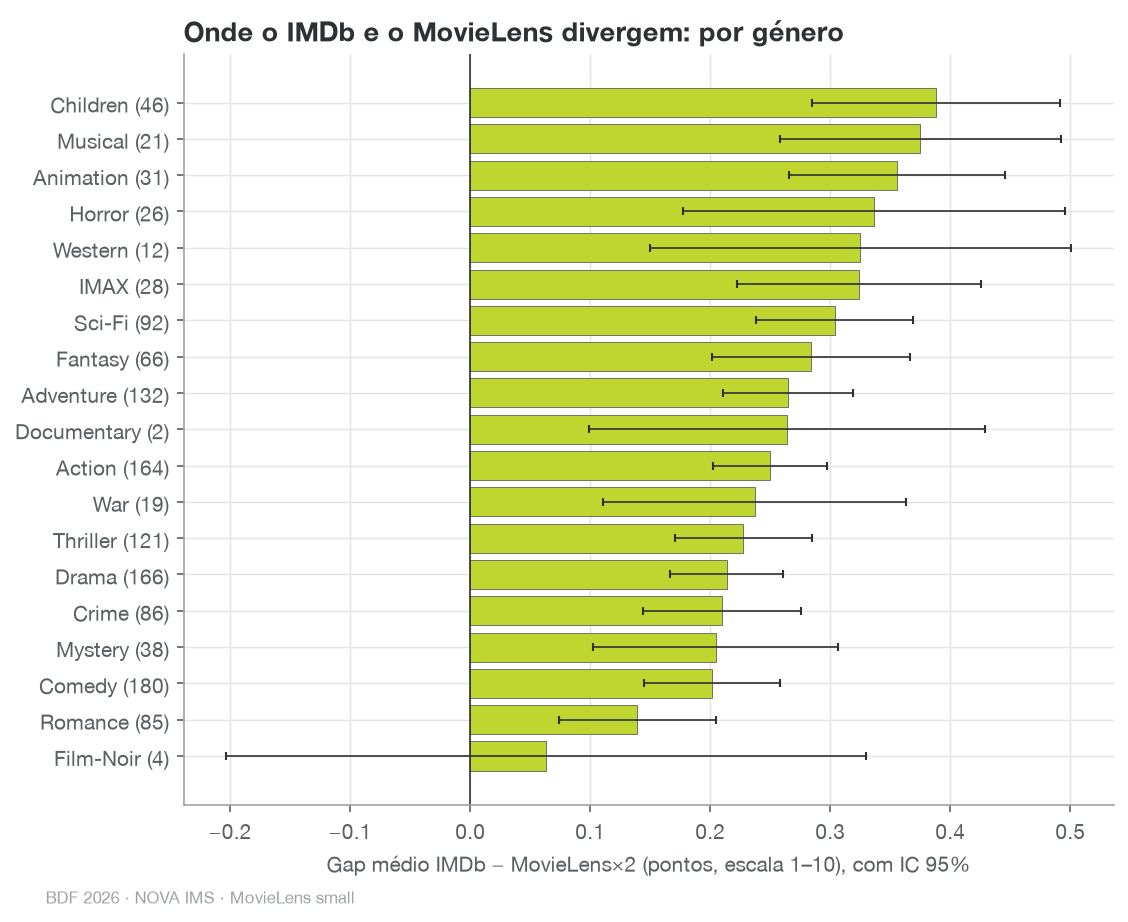 Onde o IMDb e o MovieLens divergem: por género
Children (46)
Musical (21)
Animation (31)
Horror (26)
Western (12)
IMAX (28)
Sci-Fi (92)
Fantasy (66)
Adventure (132)
Documentary (2)
Action (164)
War (19)
Thriller (121)
Drama (166)
Crime (86)
Mystery (38)
Comedy (180)
Romance (85)
Film-Noir (4)
−0.2 −0.1 0.0 0.1 0.2 0.3 0.4 0.5
Gap médio IMDb − MovieLens×2 (pontos, escala 1–10), com IC 95%
BDF 2026 · NOVA IMS · MovieLens small